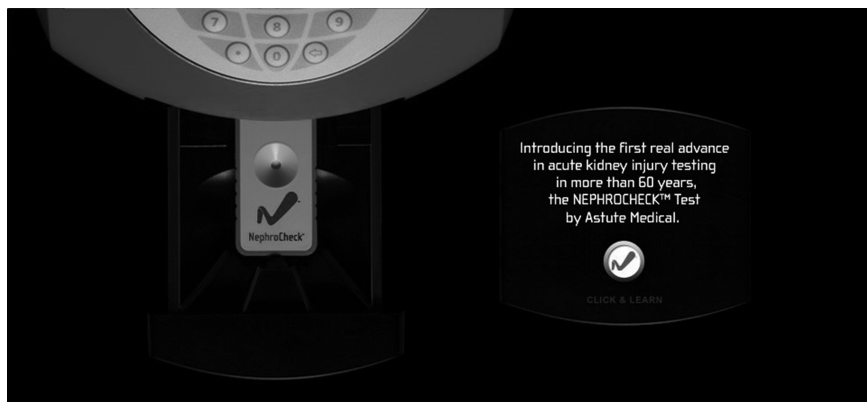 7 8 9
• 0 ⇦
NephroCheck®
Introducing the first real advance
in acute kidney injury testing
in more than 60 years,
the NEPHROCHECK™ Test
by Astute Medical.
CLICK & LEARN